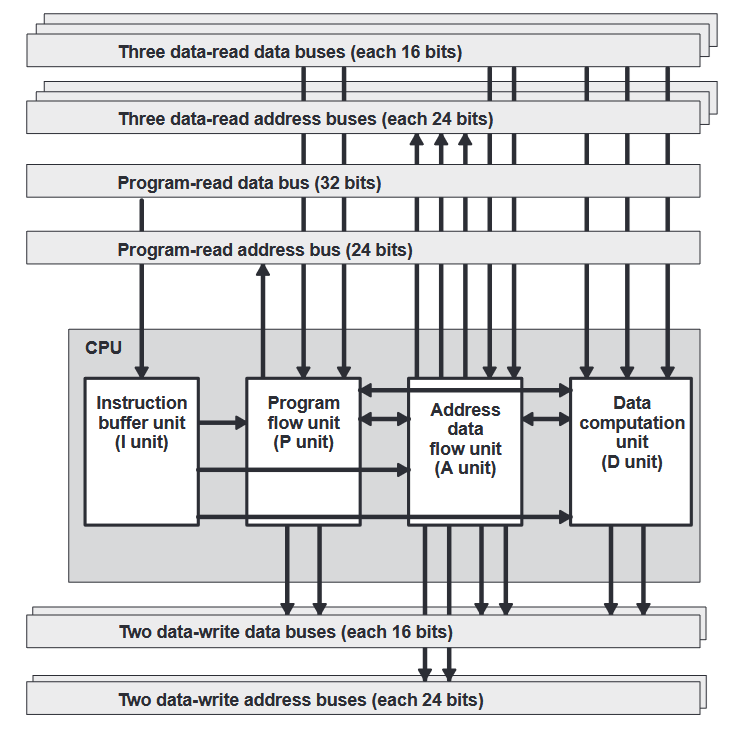 Three data-read data buses (each 16 bits)
Three data-read address buses (each 24 bits)
Program-read data bus (32 bits)
Program-read address bus (24 bits)
CPU
Instruction
buffer unit
(I unit)
Program
flow unit
(P unit)
Address
data
flow unit
(A unit)
Data
computation
unit
(D unit)
Two data-write data buses (each 16 bits)
Two data-write address buses (each 24 bits)